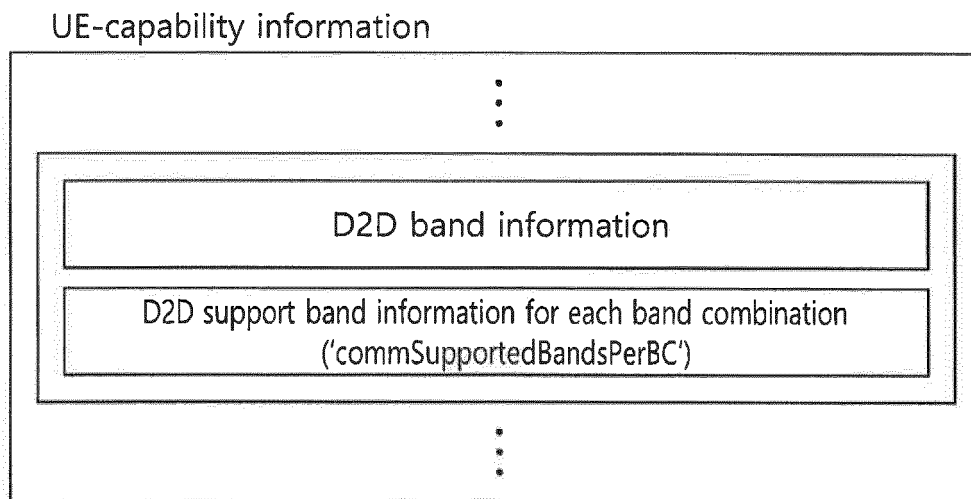 UE-capability information
D2D band information
D2D support band information for each band combination
('commSupportedBandsPerBC')